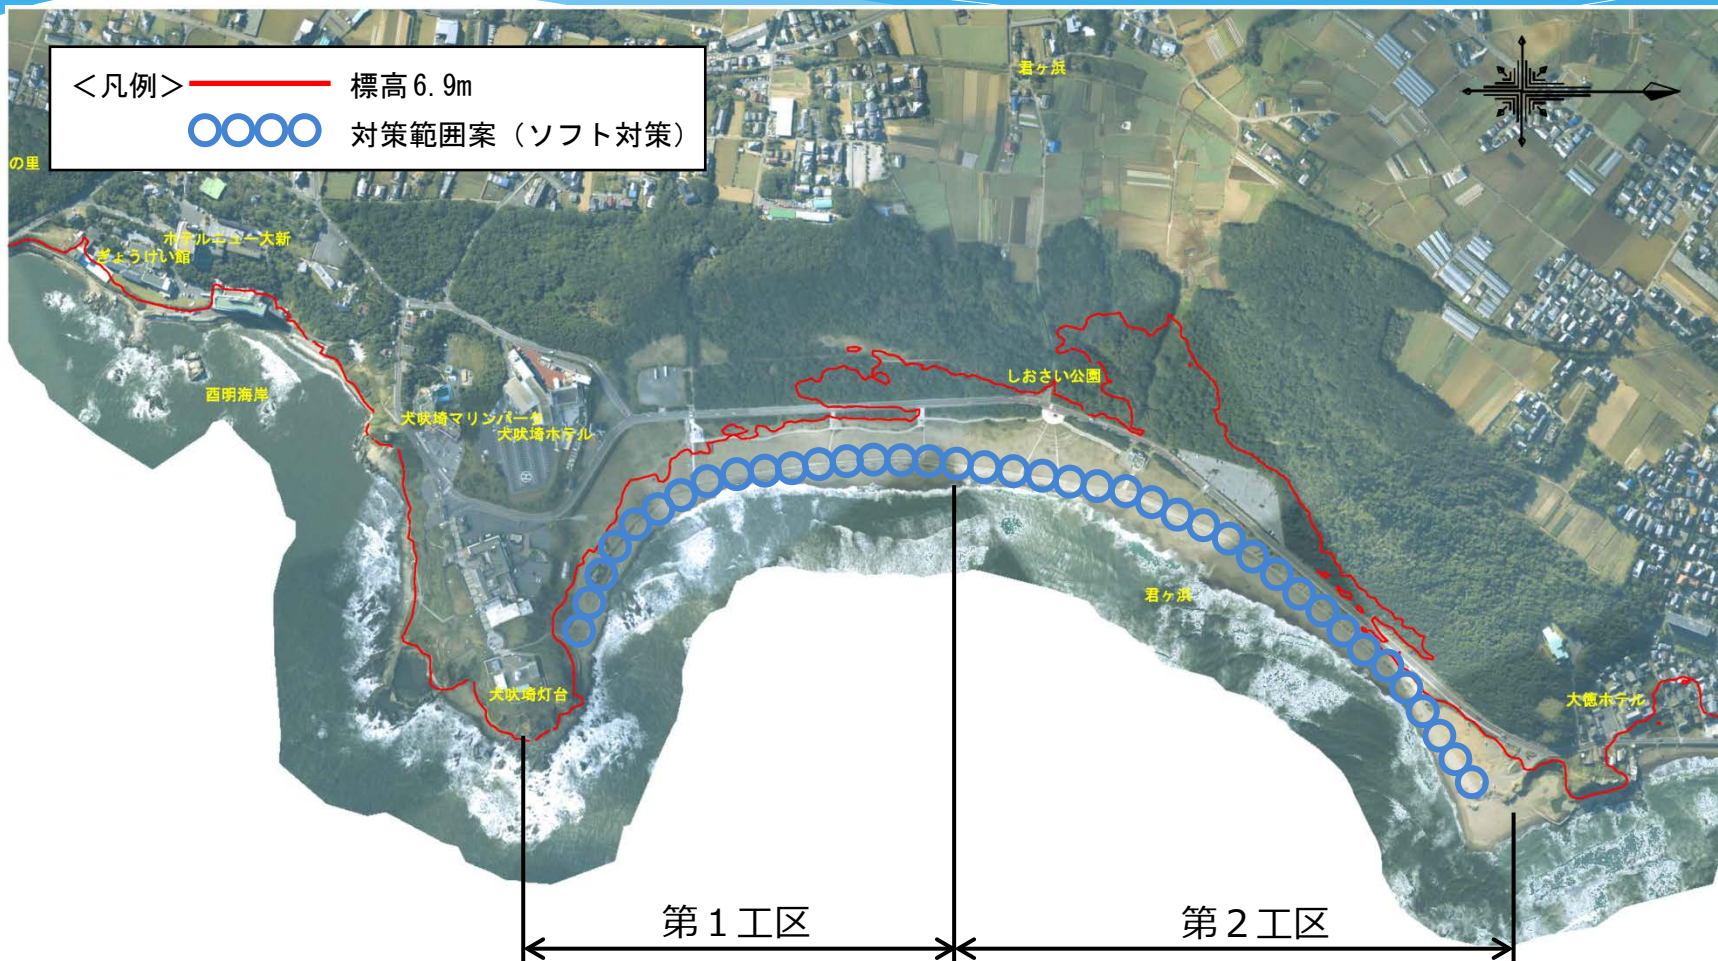 <凡例>
標高6.9m
対策範囲案（ソフト対策）
君ヶ浜
の里
ホテルニュー大新
ぎょうけい館
酉明海岸
犬吠埼マリンパーク
犬吠埼ホテル
しおさい公園
君ヶ浜
犬吠埼灯台
大徳ホテル
第１工区
第２工区